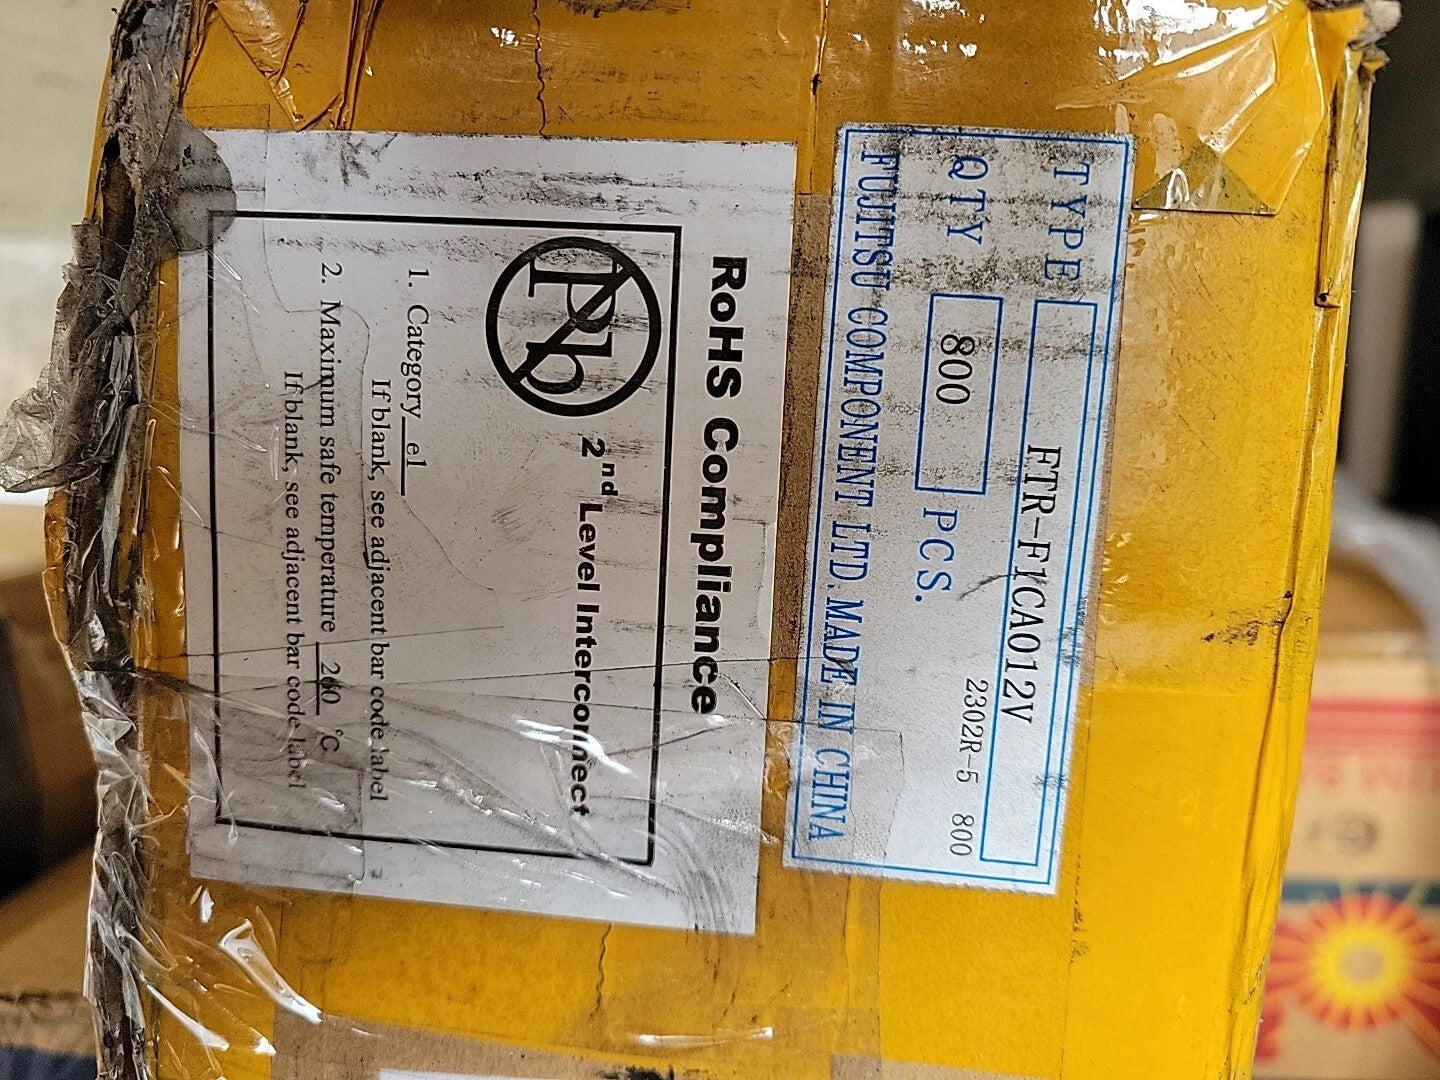 TYPE FTR-F1CA012V
2302R-5 800
QTY 800 PCS.
FUJITSU COMPONENT LTD. MADE IN CHINA
RoHS Compliance
Pb
2nd Level Interconnect
1. Category e1
If blank, see adjacent bar code label
2. Maximum safe temperature 260 °C
If blank, see adjacent bar code label